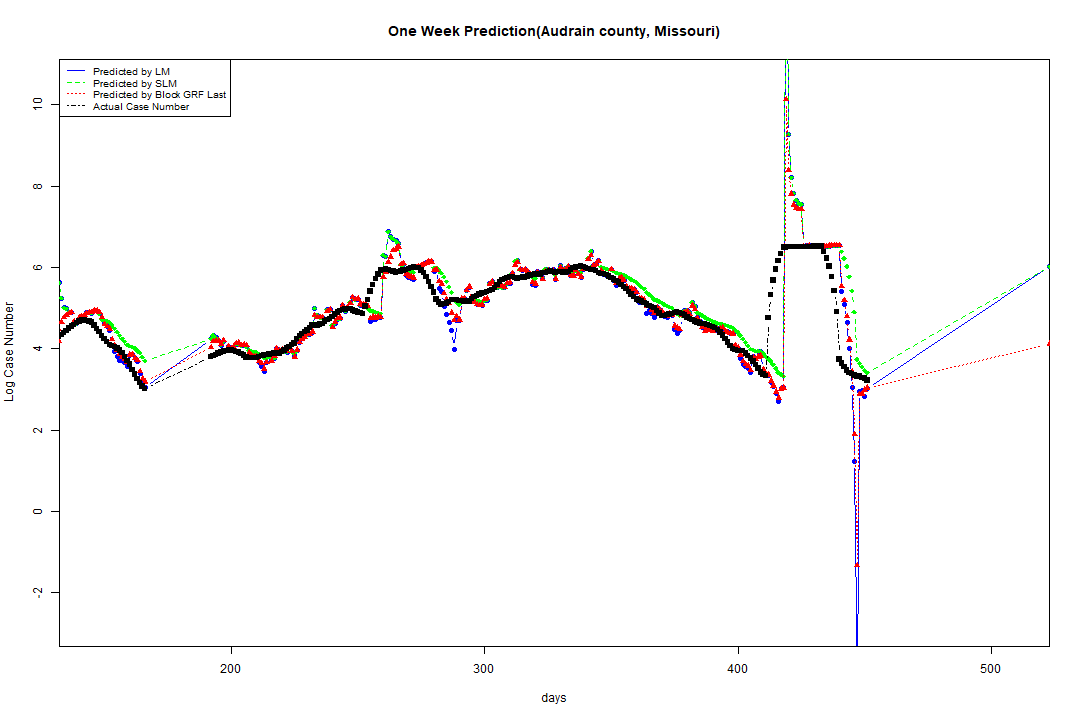 One Week Prediction(Audrain county, Missouri)
Predicted by LM
Predicted by SLM
Predicted by Block GRF Last
Actual Case Number
Log Case Number
10
8
6
4
2
0
-2
200
300
400
500
days